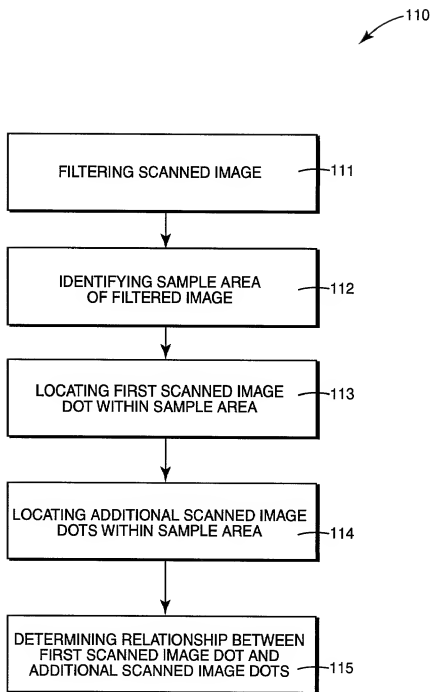 110
FILTERING SCANNED IMAGE
111
IDENTIFYING SAMPLE AREA
OF FILTERED IMAGE
112
LOCATING FIRST SCANNED IMAGE
DOT WITHIN SAMPLE AREA
113
LOCATING ADDITIONAL SCANNED IMAGE
DOTS WITHIN SAMPLE AREA
114
DETERMINING RELATIONSHIP BETWEEN
FIRST SCANNED IMAGE DOT AND
ADDITIONAL SCANNED IMAGE DOTS
115